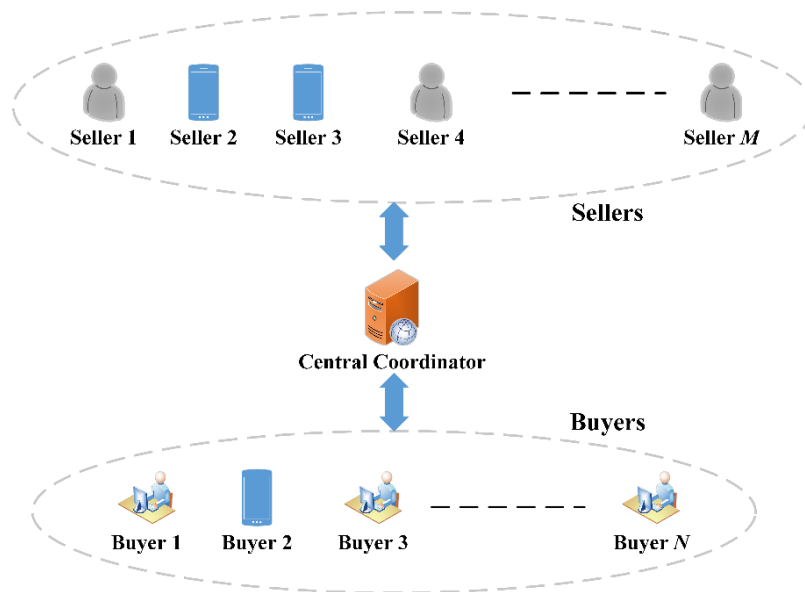 Seller 1 Seller 2 Seller 3 Seller 4 Seller M
Sellers
Central Coordinator
Buyers
Buyer 1 Buyer 2 Buyer 3 Buyer N